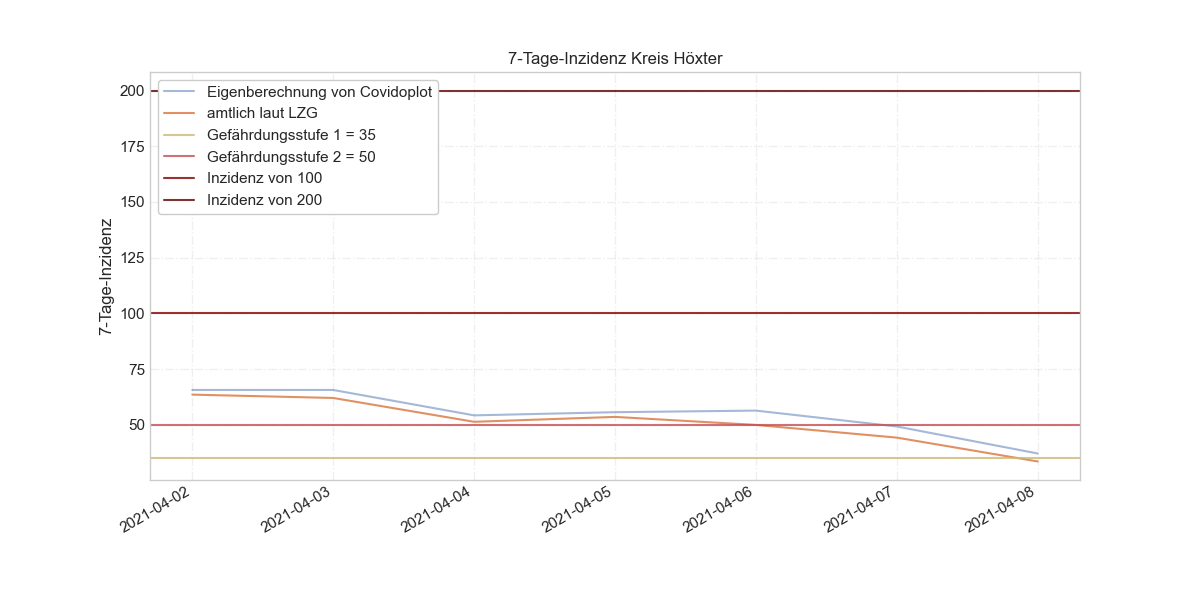 7-Tage-Inzidenz Kreis Höxter
Eigenberechnung von Covidoplot
amtlich laut LZG
Gefährdungsstufe 1 = 35
Gefährdungsstufe 2 = 50
Inzidenz von 100
Inzidenz von 200
7-Tage-Inzidenz
200
175
150
125
100
75
50
2021-04-02
2021-04-03
2021-04-04
2021-04-05
2021-04-06
2021-04-07
2021-04-08